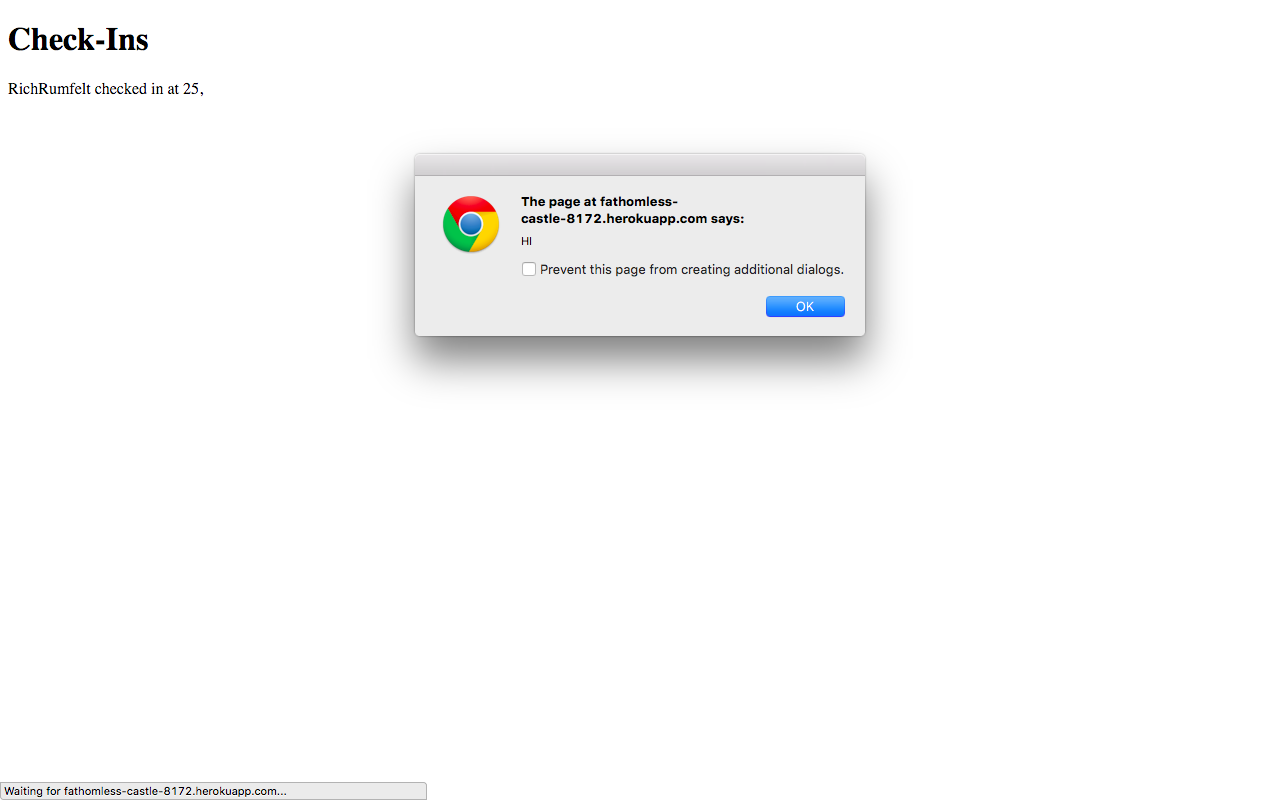 Check-Ins
RichRumfelt checked in at 25,
The page at fathomless-
castle-8172.herokuapp.com says:
HI
Prevent this page from creating additional dialogs.
OK
Waiting for fathomless-castle-8172.herokuapp.com...